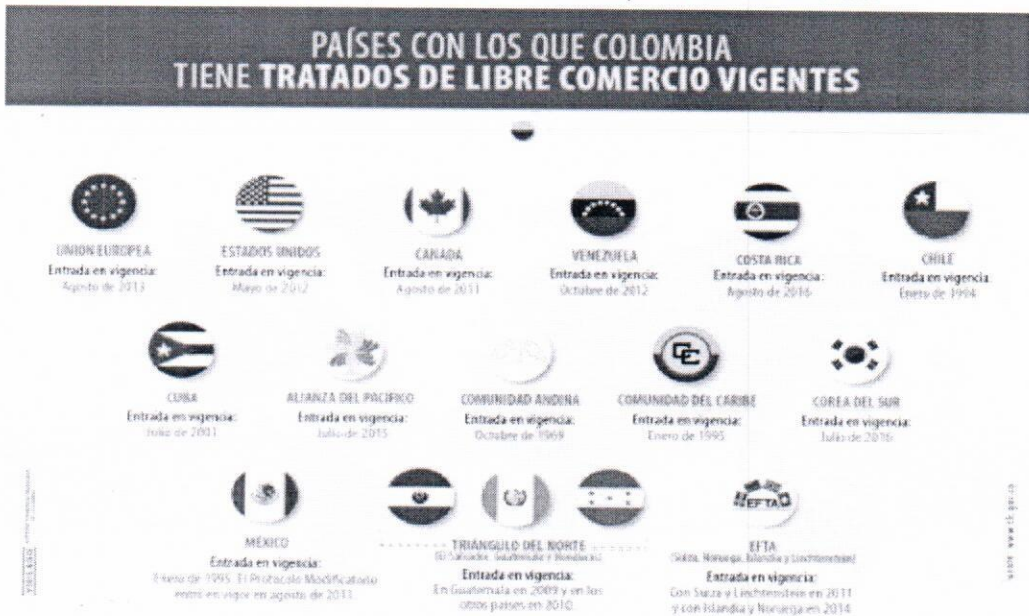 PAÍSES CON LOS QUE COLOMBIA
TIENE TRATADOS DE LIBRE COMERCIO VIGENTES
UNION EUROPEA
Entrada en vigencia:
Agosto de 2013
ESTADOS UNIDOS
Entrada en vigencia:
Mayo de 2012
CANADA
Entrada en vigencia:
Agosto de 2011
VENEZUELA
Entrada en vigencia:
Octubre de 2012
COSTA RICA
Entrada en vigencia:
Agosto de 2016
CHILE
Entrada en vigencia:
Enero de 1994
CUBA
Entrada en vigencia:
Julio de 2001
ALIANZA DEL PACIFICO
Entrada en vigencia:
Julio de 2015
COMUNIDAD ANDINA
Entrada en vigencia:
Octubre de 1969
CC
COMUNIDAD DEL CARIBE
Entrada en vigencia:
Enero de 1995
COREA DEL SUR
Entrada en vigencia:
Julio de 2016
MÉXICO
Entrada en vigencia:
Enero de 1995. El Protocolo Modificatorio
entró en vigor en agosto de 2011
TRIÁNGULO DEL NORTE
(El Salvador, Guatemala y Honduras)
Entrada en vigencia:
En Guatemala en 2009 y en los
otros países en 2010
EFTA
EFTA
(Suiza, Noruega, Islandia y Liechtenstein)
Entrada en vigencia:
Con Suiza y Liechtenstein en 2011
y con Islandia y Noruega en 2014
VIGILADO